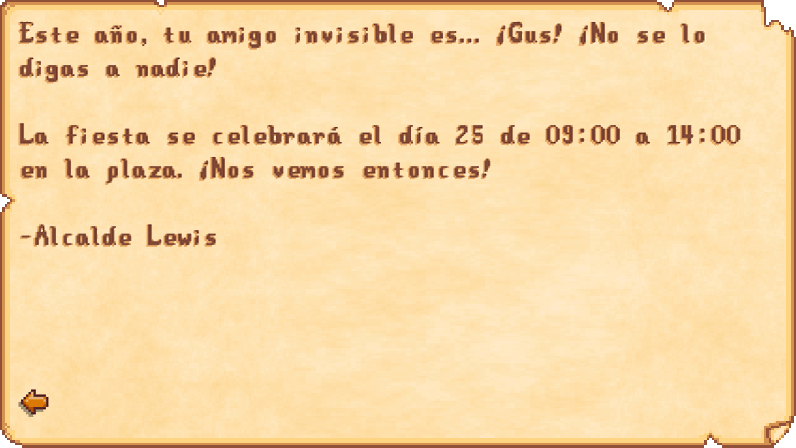 Este año, tu amigo invisible es... ¡Gus! ¡No se lo
digas a nadie!
La fiesta se celebrará el día 25 de 09:00 a 14:00
en la plaza. ¡Nos vemos entonces!
-Alcalde Lewis